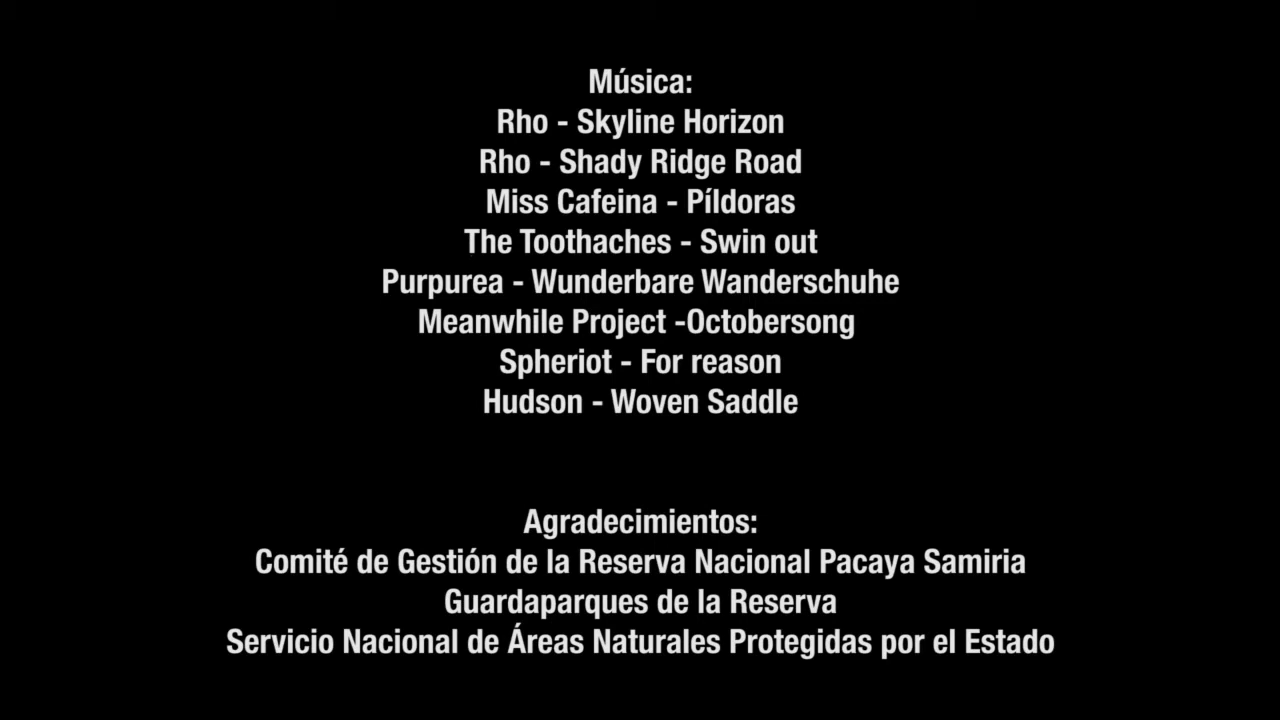 Música:
Rho - Skyline Horizon
Rho - Shady Ridge Road
Miss Cafeina - Píldoras
The Toothaches - Swin out
Purpurea - Wunderbare Wanderschuhe
Meanwhile Project -Octobersong
Spheriot - For reason
Hudson - Woven Saddle
Agradecimientos:
Comité de Gestión de la Reserva Nacional Pacaya Samiria
Guardaparques de la Reserva
Servicio Nacional de Áreas Naturales Protegidas por el Estado